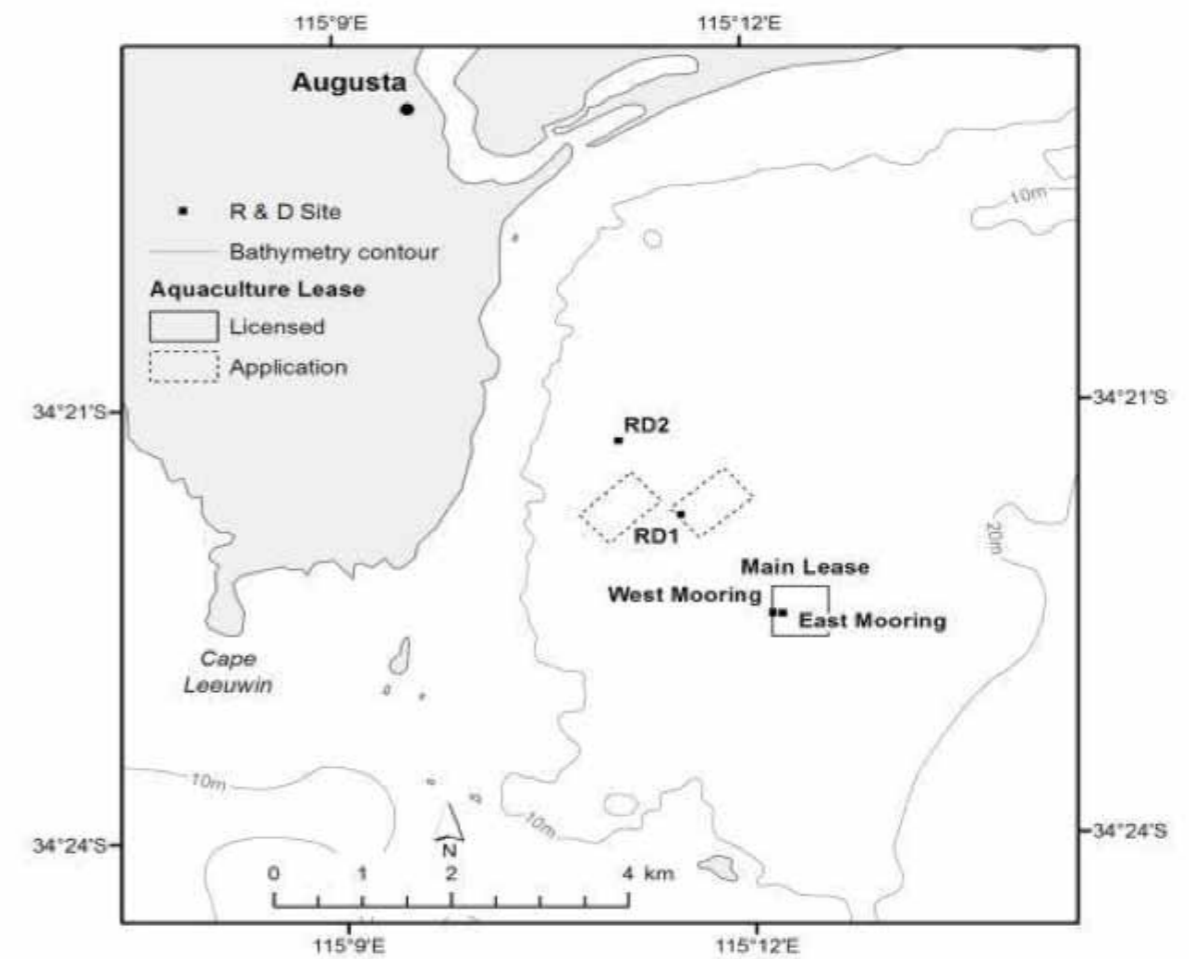 115°9'E
115°12'E
Augusta
R & D Site
Bathymetry contour
Aquaculture Lease
Licensed
Application
10m
34°21'S
34°21'S
RD2
RD1
20m
Main Lease
West Mooring
East Mooring
Cape
Leeuwin
10m
10m
34°24'S
34°24'S
N
0 1 2 4 km
115°9'E
115°12'E